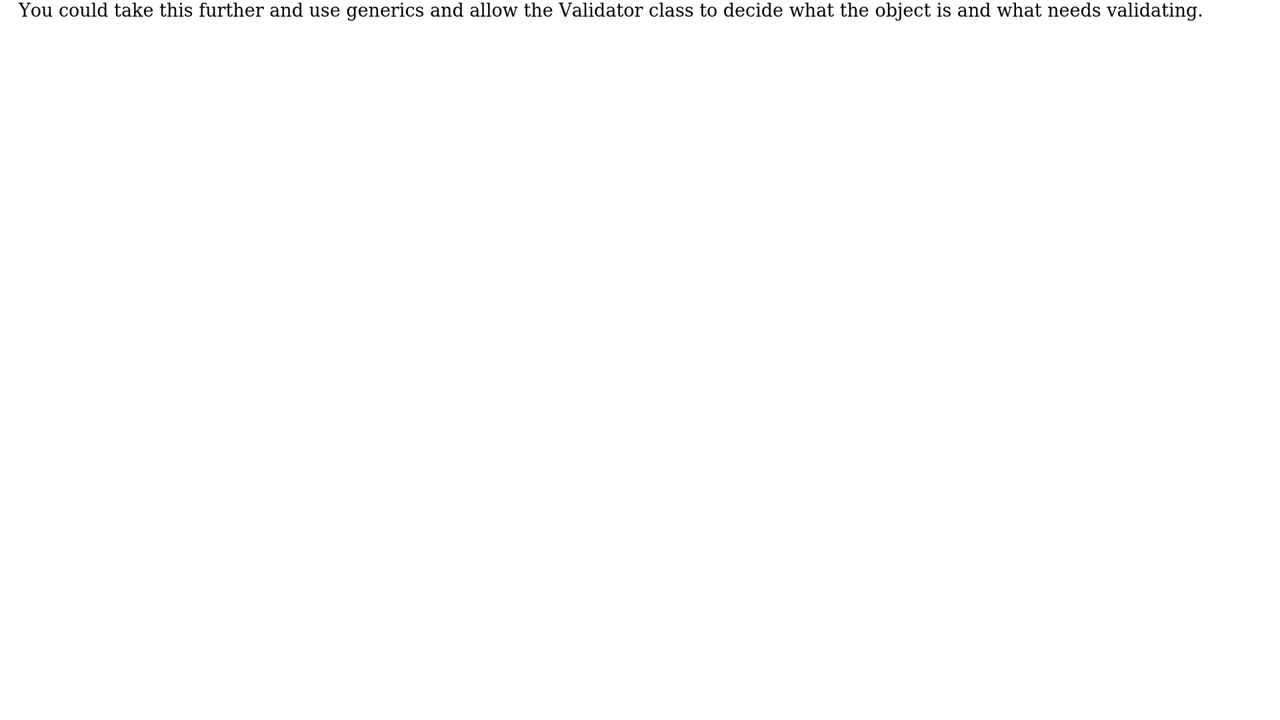 You could take this further and use generics and allow the Validator class to decide what the object is and what needs validating.